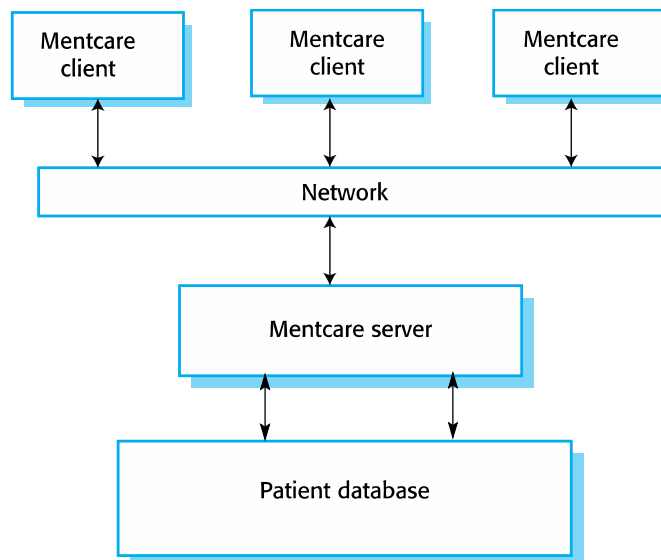 Mentcare
client
Mentcare
client
Mentcare
client
Network
Mentcare server
Patient database